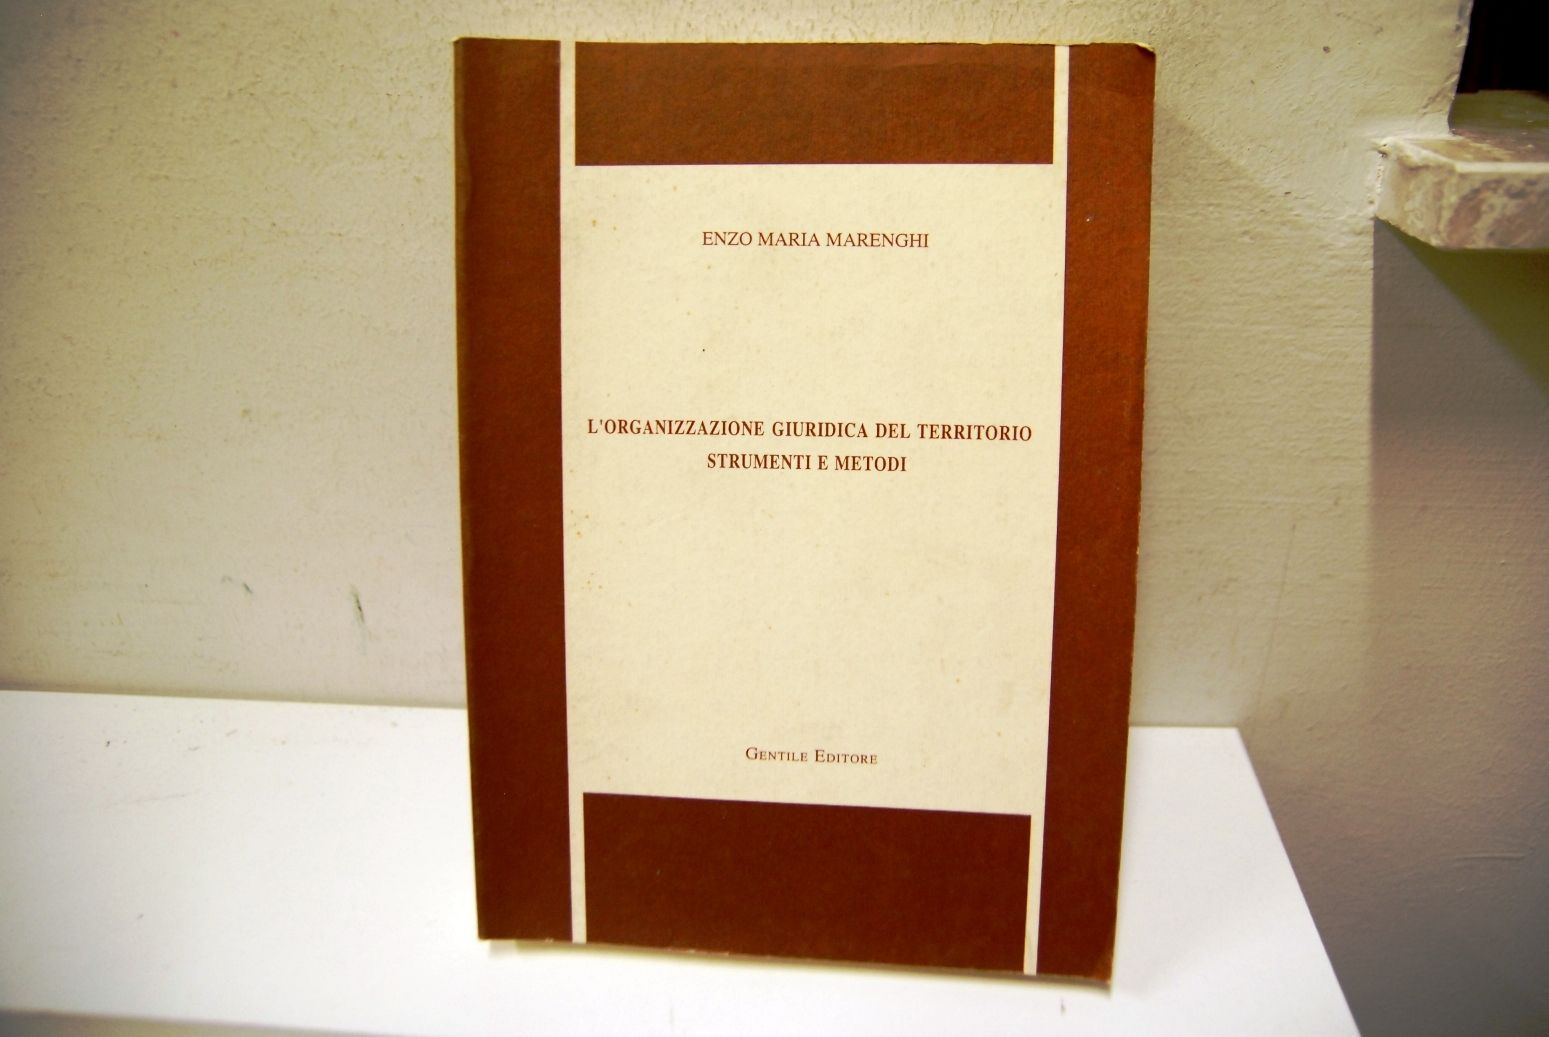 ENZO MARIA MARENGHI
L'ORGANIZZAZIONE GIURIDICA DEL TERRITORIO
STRUMENTI E METODI
GENTILE EDITORE